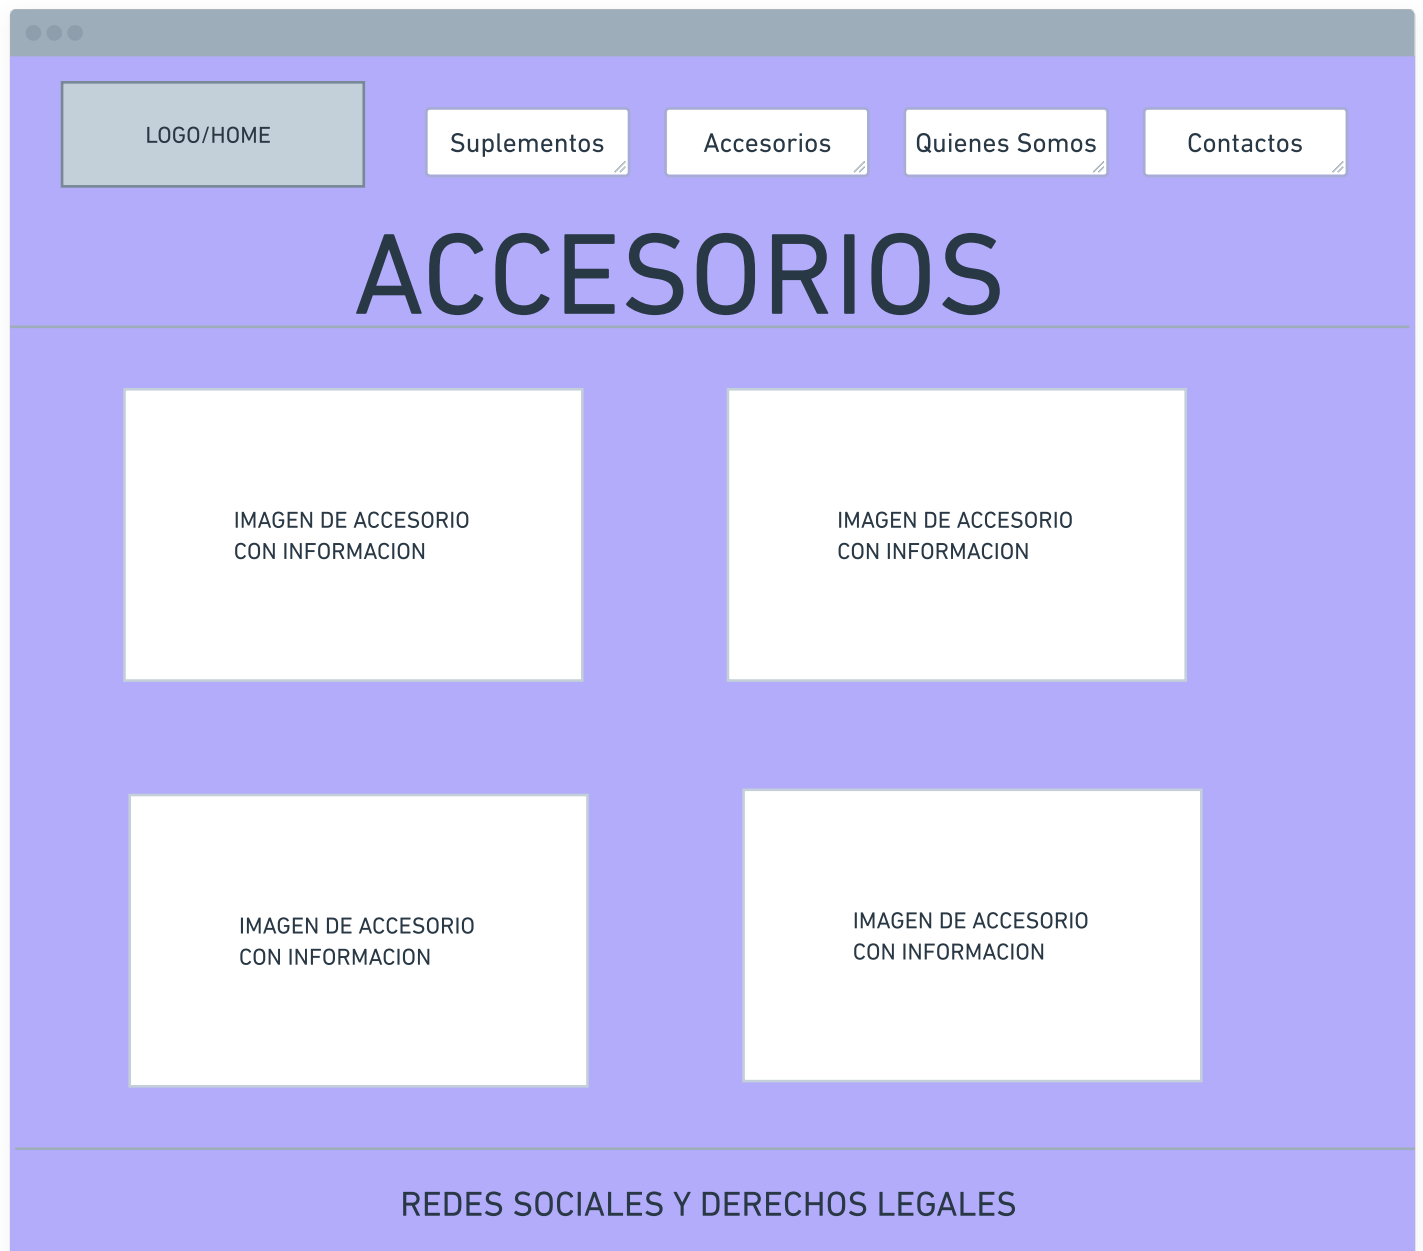 LOGO/HOME
Suplementos
Accesorios
Quienes Somos
Contactos
ACCESORIOS
IMAGEN DE ACCESORIO
CON INFORMACION
IMAGEN DE ACCESORIO
CON INFORMACION
IMAGEN DE ACCESORIO
CON INFORMACION
IMAGEN DE ACCESORIO
CON INFORMACION
REDES SOCIALES Y DERECHOS LEGALES